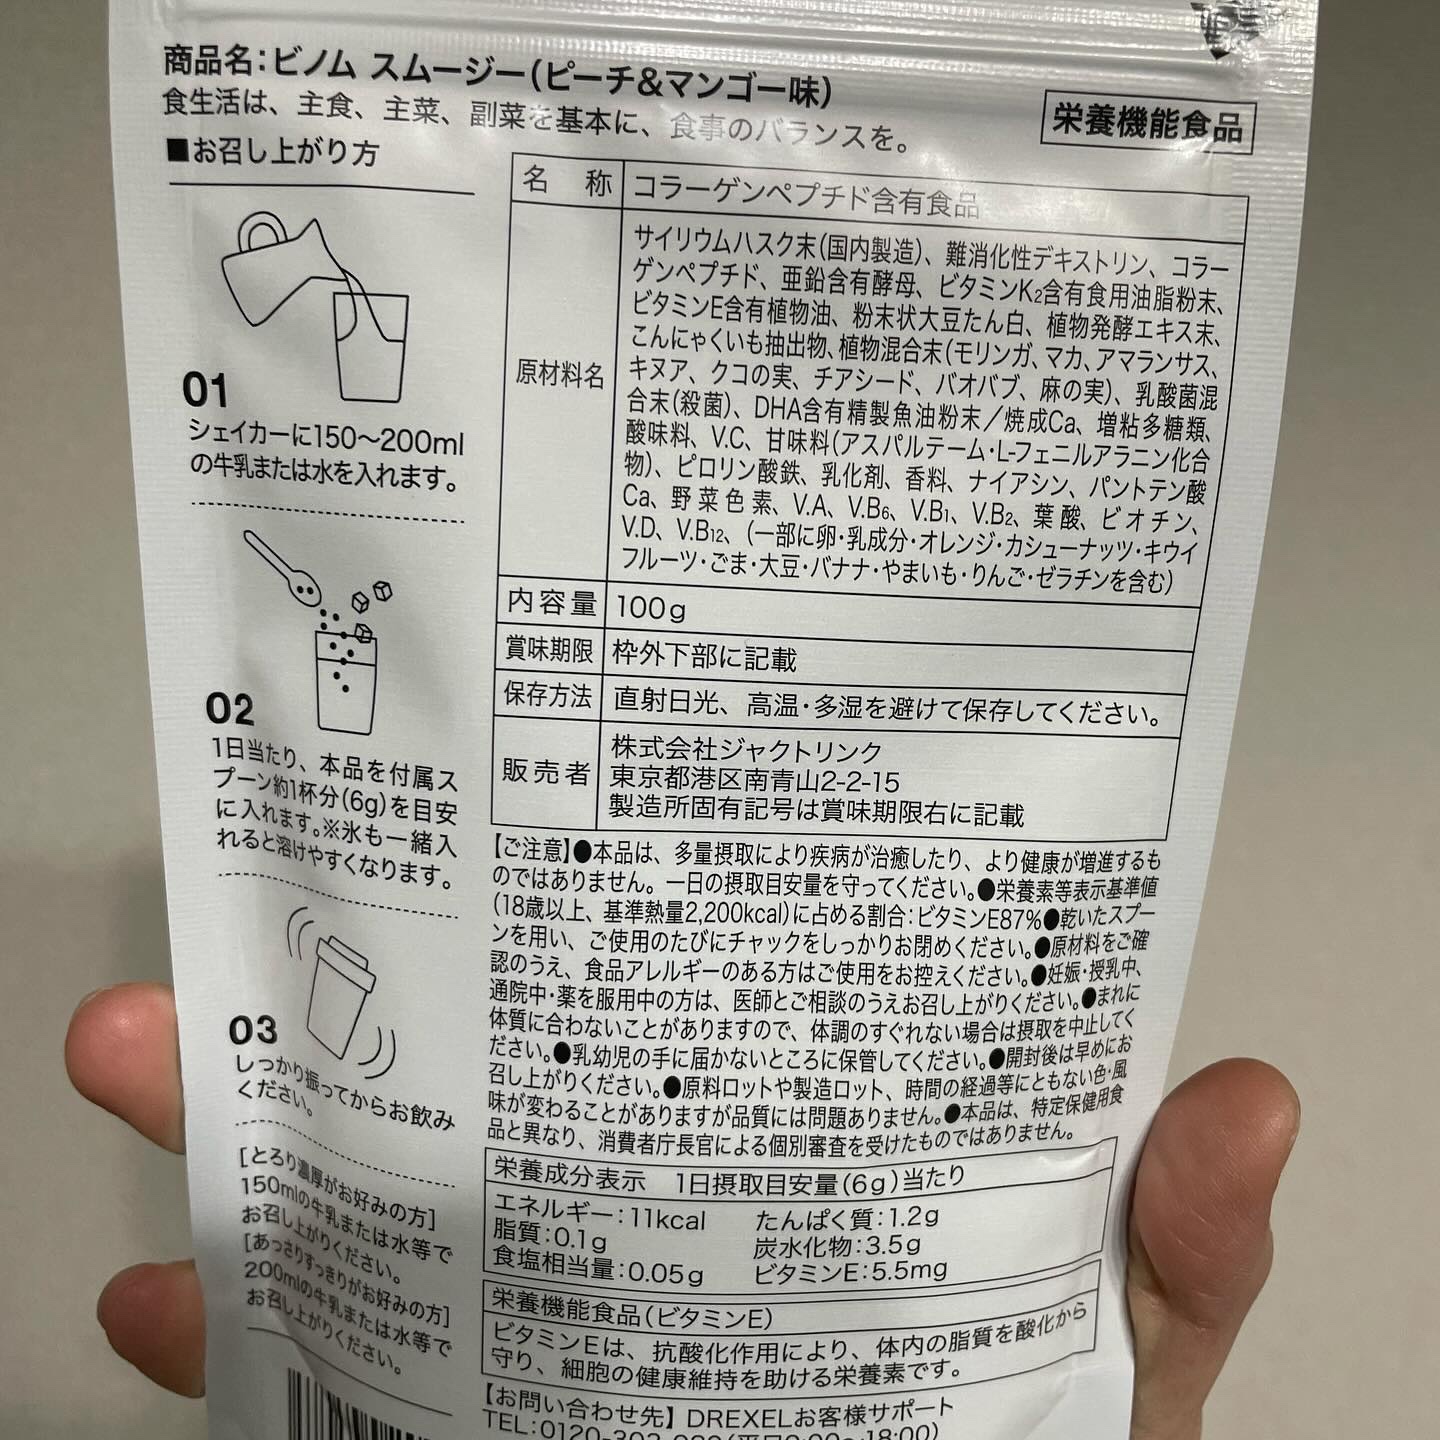 商品名：ビノム スムージー（ピーチ＆マンゴー味）
食生活は、主食、主菜、副菜を基本に、食事のバランスを。
栄養機能食品
■お召し上がり方
01
シェイカーに150〜200ml
の牛乳または水を入れます。
02
1日当たり、本品を付属ス
プーン約1杯分(6g)を目安
に入れます。※氷も一緒入
れると溶けやすくなります。
03
しっかり振ってからお飲み
ください。
[とろり濃厚がお好みの方]
150mlの牛乳または水等で
お召し上がりください。
[あっさりすっきりがお好みの方]
200mlの牛乳または水等で
お召し上がりください。
名　称 コラーゲンペプチド含有食品
原材料名
サイリウムハスク末（国内製造）、難消化性デキストリン、コラー
ゲンペプチド、亜鉛含有酵母、ビタミンK2含有食用油脂粉末、
ビタミンE含有植物油、粉末状大豆たん白、植物発酵エキス末、
こんにゃくいも抽出物、植物混合末（モリンガ、マカ、アマランサス、
キヌア、クコの実、チアシード、バオバブ、麻の実）、乳酸菌混
合末（殺菌）、DHA含有精製魚油粉末／焼成Ca、増粘多糖類、
酸味料、V.C、甘味料（アスパルテーム・L-フェニルアラニン化合
物）、ピロリン酸鉄、乳化剤、香料、ナイアシン、パントテン酸
Ca、野菜色素、V.A、V.B6、V.B1、V.B2、葉酸、ビオチン、
V.D、V.B12、（一部に卵・乳成分・オレンジ・カシューナッツ・キウイ
フルーツ・ごま・大豆・バナナ・やまいも・りんご・ゼラチンを含む）
内容量 100g
賞味期限 枠外下部に記載
保存方法 直射日光、高温・多湿を避けて保存してください。
販売者
株式会社ジャクトリンク
東京都港区南青山2-2-15
製造所固有記号は賞味期限右に記載
【ご注意】●本品は、多量摂取により疾病が治癒したり、より健康が増進するも
のではありません。一日の摂取目安量を守ってください。●栄養素等表示基準値
(18歳以上、基準熱量2,200kcal)に占める割合：ビタミンE87%●乾いたスプー
ンを用い、ご使用のたびにチャックをしっかりお閉めください。●原材料をご確
認のうえ、食品アレルギーのある方はご使用をお控えください。●妊娠・授乳中、
通院中・薬を服用中の方は、医師とご相談のうえお召し上がりください。●まれに
体質に合わないことがありますので、体調のすぐれない場合は摂取を中止してく
ださい。●乳幼児の手に届かないところに保管してください。●開封後は早めにお
召し上がりください。●原料ロットや製造ロット、時間の経過等にともない色・風
味が変わることがありますが品質には問題ありません。●本品は、特定保健用食
品と異なり、消費者庁長官による個別審査を受けたものではありません。
栄養成分表示　1日摂取目安量（6g）当たり
エネルギー：11kcal　たんぱく質：1.2g
脂質：0.1g　炭水化物：3.5g
食塩相当量：0.05g　ビタミンE：5.5mg
栄養機能食品（ビタミンE）
ビタミンEは、抗酸化作用により、体内の脂質を酸化から
守り、細胞の健康維持を助ける栄養素です。
【お問い合わせ先】DREXELお客様サポート
TEL:0120-303-